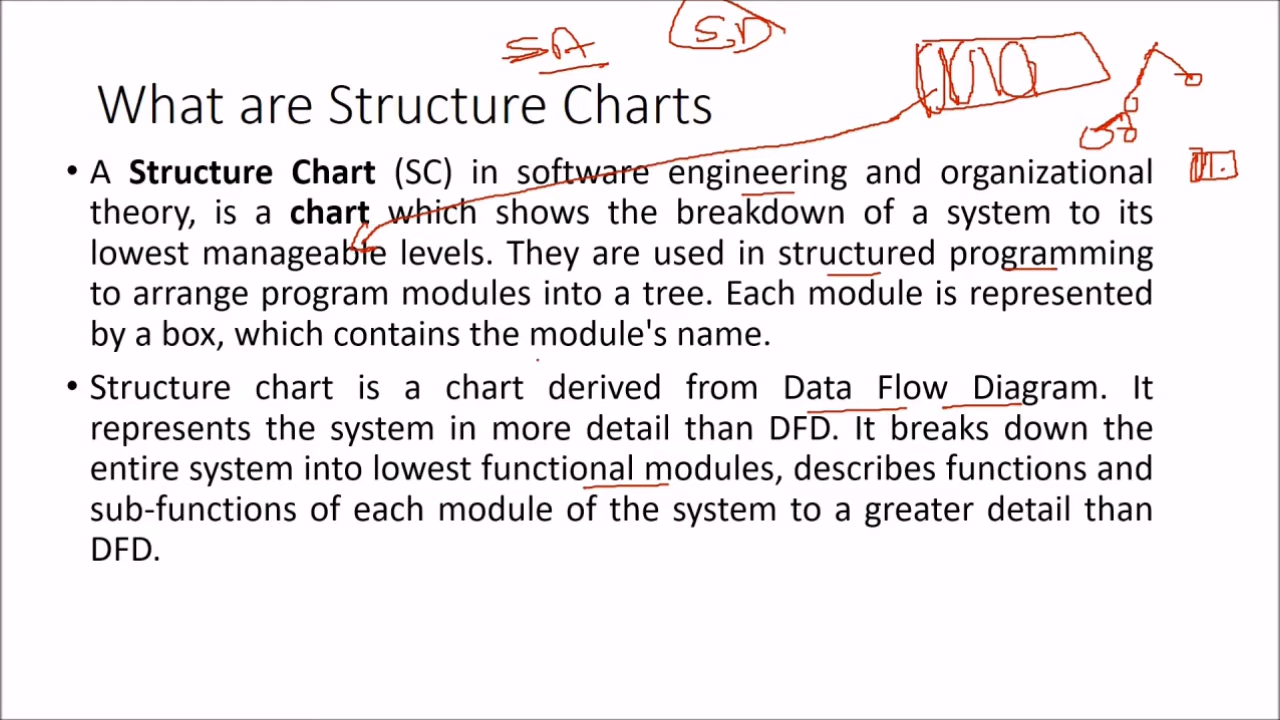 SA S.D
What are Structure Charts
• A Structure Chart (SC) in software engineering and organizational
theory, is a chart which shows the breakdown of a system to its
lowest manageable levels. They are used in structured programming
to arrange program modules into a tree. Each module is represented
by a box, which contains the module's name.
• Structure chart is a chart derived from Data Flow Diagram. It
represents the system in more detail than DFD. It breaks down the
entire system into lowest functional modules, describes functions and
sub-functions of each module of the system to a greater detail than
DFD.